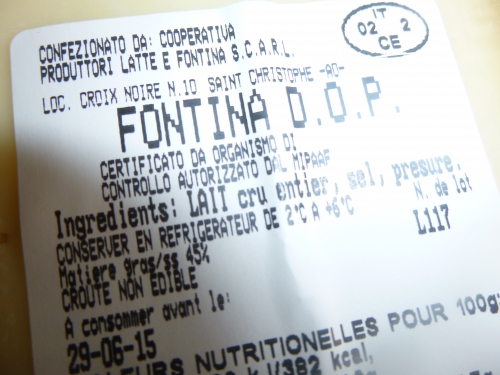 CONFEZIONATO DA: COOPERATIVA
PRODUTTORI LATTE E FONTINA S.C.A.R.L.
IT
02 2
CE
LOC. CROIX NOIRE N.10 SAINT CHRISTOPHE -AO-
FONTINA D.O.P.
CERTIFICATO DA ORGANISMO DI
CONTROLLO AUTORIZZATO DAL MIPAAF
Ingredients: LAIT cru entier, sel, presure.
CONSERVER EN REFRIGERATEUR DE 2°C A +6°C
N. de lot
L117
Matiere gras/ss 45%
CROUTE NON EDIBLE
A consommer avant le:
29-06-15
VALEURS NUTRITIONELLES POUR 100g
kJ/382 kcal,